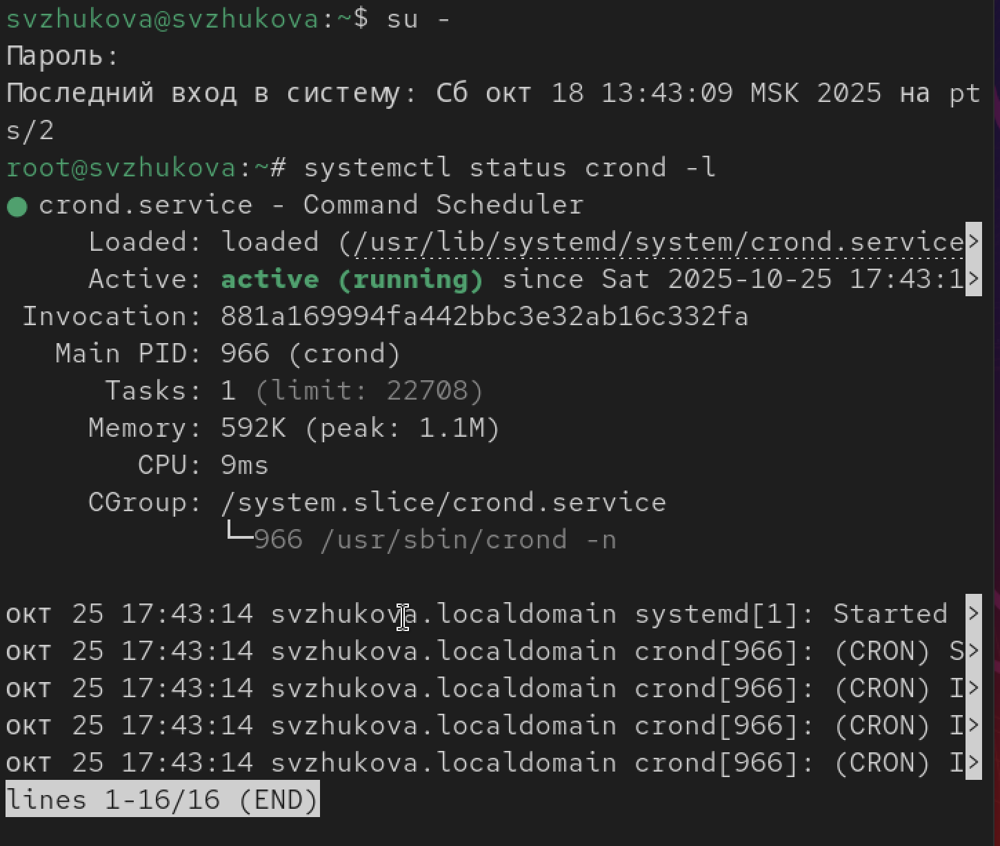 svzhukova@svzhukova:~$ su -
Пароль:
Последний вход в систему: Сб окт 18 13:43:09 MSK 2025 на pt
s/2
root@svzhukova:~# systemctl status crond -l
● crond.service - Command Scheduler
Loaded: loaded (/usr/lib/systemd/system/crond.service>
Active: active (running) since Sat 2025-10-25 17:43:1>
Invocation: 881a169994fa442bbc3e32ab16c332fa
Main PID: 966 (crond)
Tasks: 1 (limit: 22708)
Memory: 592K (peak: 1.1M)
CPU: 9ms
CGroup: /system.slice/crond.service
└─966 /usr/sbin/crond -n
окт 25 17:43:14 svzhukova.localdomain systemd[1]: Started >
окт 25 17:43:14 svzhukova.localdomain crond[966]: (CRON) S>
окт 25 17:43:14 svzhukova.localdomain crond[966]: (CRON) I>
окт 25 17:43:14 svzhukova.localdomain crond[966]: (CRON) I>
окт 25 17:43:14 svzhukova.localdomain crond[966]: (CRON) I>
lines 1-16/16 (END)